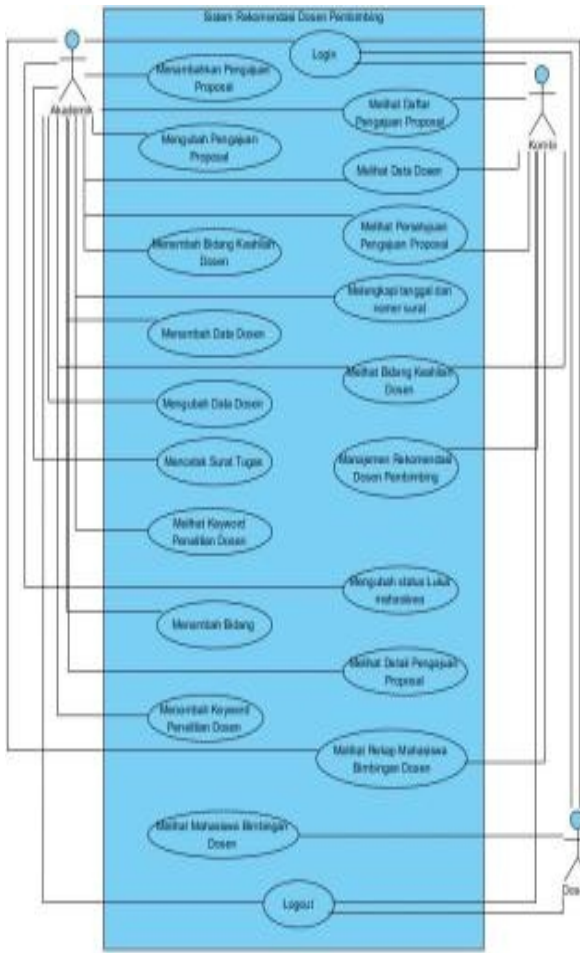 Sistem Rekomendasi Dosen Pembimbing
Login
Menambahkan Pengajuan
Proposal
Akademik
Melihat Daftar
Pengajuan Proposal
Kombi
Mengubah Pengajuan
Proposal
Melihat Data Dosen
Melihat Persetujuan
Pengajuan Proposal
Menambah Bidang Keahlian
Dosen
Melengkapi tanggal dan
nomer surat
Menambah Data Dosen
Melihat Bidang Keahlian
Dosen
Mengubah Data Dosen
Mencetak Surat Tugas
Manajemen Rekomendasi
Dosen Pembimbing
Melihat Keyword
Penelitian Dosen
Mengubah status Lulus
mahasiswa
Menambah Bidang
Melihat Detail Pengajuan
Proposal
Menambah Keyword
Penelitian Dosen
Melihat Rekap Mahasiswa
Bimbingan Dosen
Melihat Mahasiswa Bimbingan
Dosen
Logout